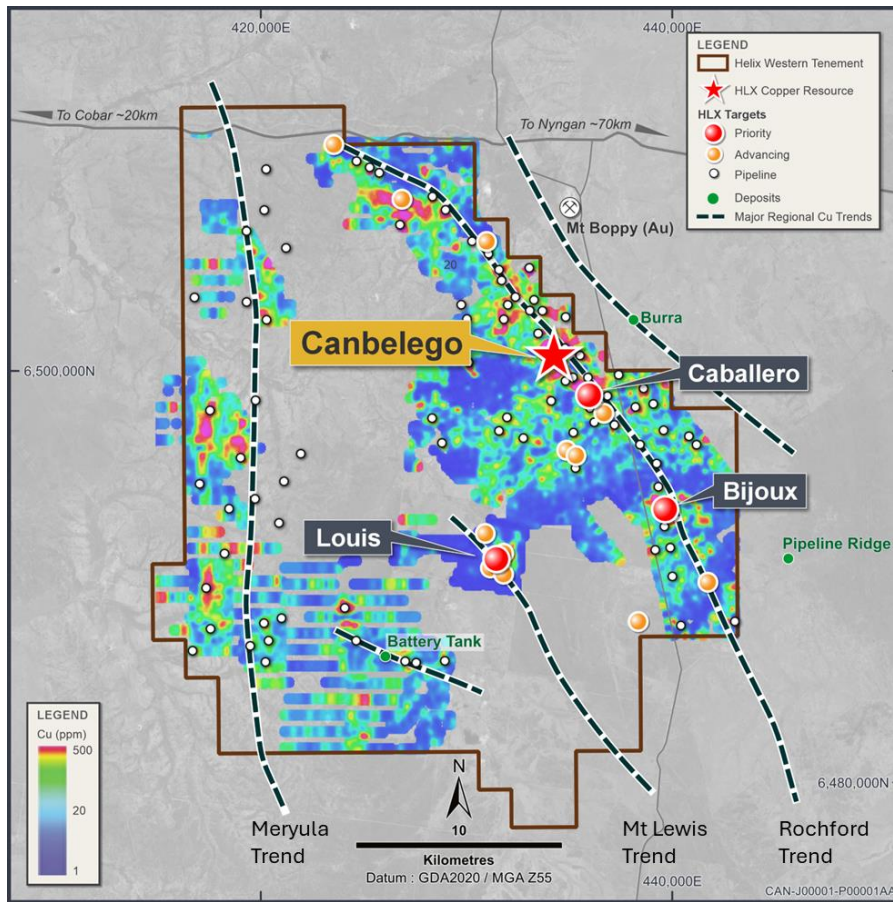 420,000E
440,000E
LEGEND
Helix Western Tenement
HLX Copper Resource
HLX Targets
Priority
Advancing
Pipeline
Deposits
Major Regional Cu Trends
To Cobar ~20km
To Nyngan ~70km
Mt Boppy (Au)
20
Burra
Canbelego
6,500,000N
Caballero
Bijoux
Louis
Pipeline Ridge
Battery Tank
LEGEND
Cu (ppm)
500
20
1
N
10
Kilometres
Datum : GDA2020 / MGA Z55
6,480,000N
Meryula
Trend
Mt Lewis
Trend
Rochford
Trend
440,000E
CAN-J00001-P00001AA